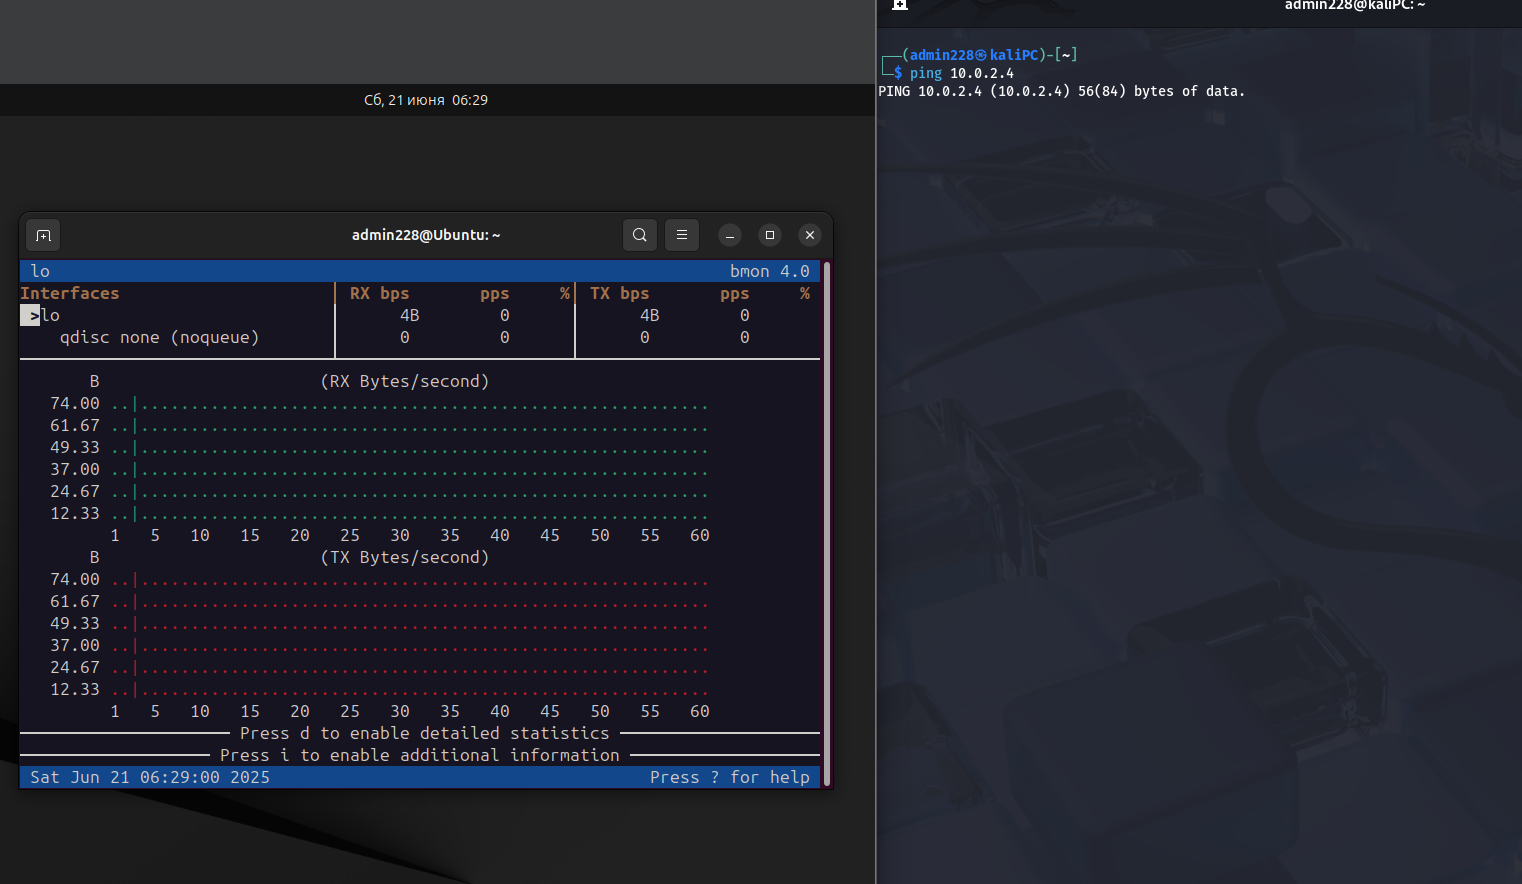 Сб, 21 июня 06:29
admin228@Ubuntu: ~
lo bmon 4.0
Interfaces RX bps pps % TX bps pps %
>lo 4B 0 4B 0
qdisc none (noqueue) 0 0 0 0
B (RX Bytes/second)
74.00 ..|.........................................................
61.67 ..|.........................................................
49.33 ..|.........................................................
37.00 ..|.........................................................
24.67 ..|.........................................................
12.33 ..|.........................................................
1 5 10 15 20 25 30 35 40 45 50 55 60
B (TX Bytes/second)
74.00 ..|.........................................................
61.67 ..|.........................................................
49.33 ..|.........................................................
37.00 ..|.........................................................
24.67 ..|.........................................................
12.33 ..|.........................................................
1 5 10 15 20 25 30 35 40 45 50 55 60
Press d to enable detailed statistics
Press i to enable additional information
Sat Jun 21 06:29:00 2025 Press ? for help
admin228@kaliPC: ~
┌──(admin228㉿kaliPC)-[~]
└─$ ping 10.0.2.4
PING 10.0.2.4 (10.0.2.4) 56(84) bytes of data.